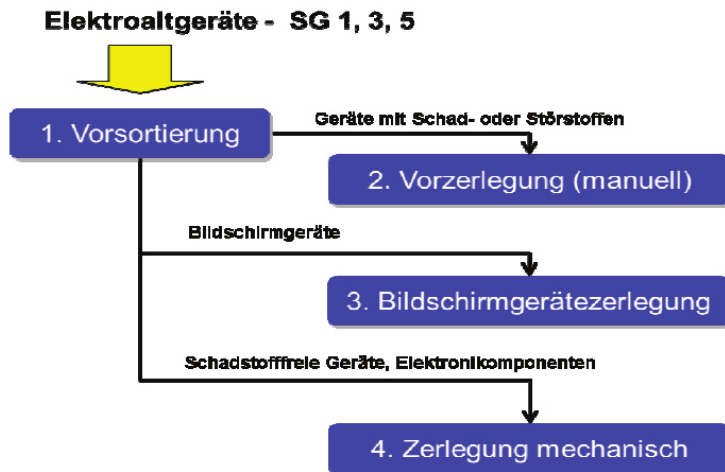 Elektroaltgeräte - SG 1, 3, 5
1. Vorsortierung
Geräte mit Schad- oder Störstoffen
2. Vorzerlegung (manuell)
Bildschirmgeräte
3. Bildschirmgerätezerlegung
Schadstofffreie Geräte, Elektronikomponenten
4. Zerlegung mechanisch